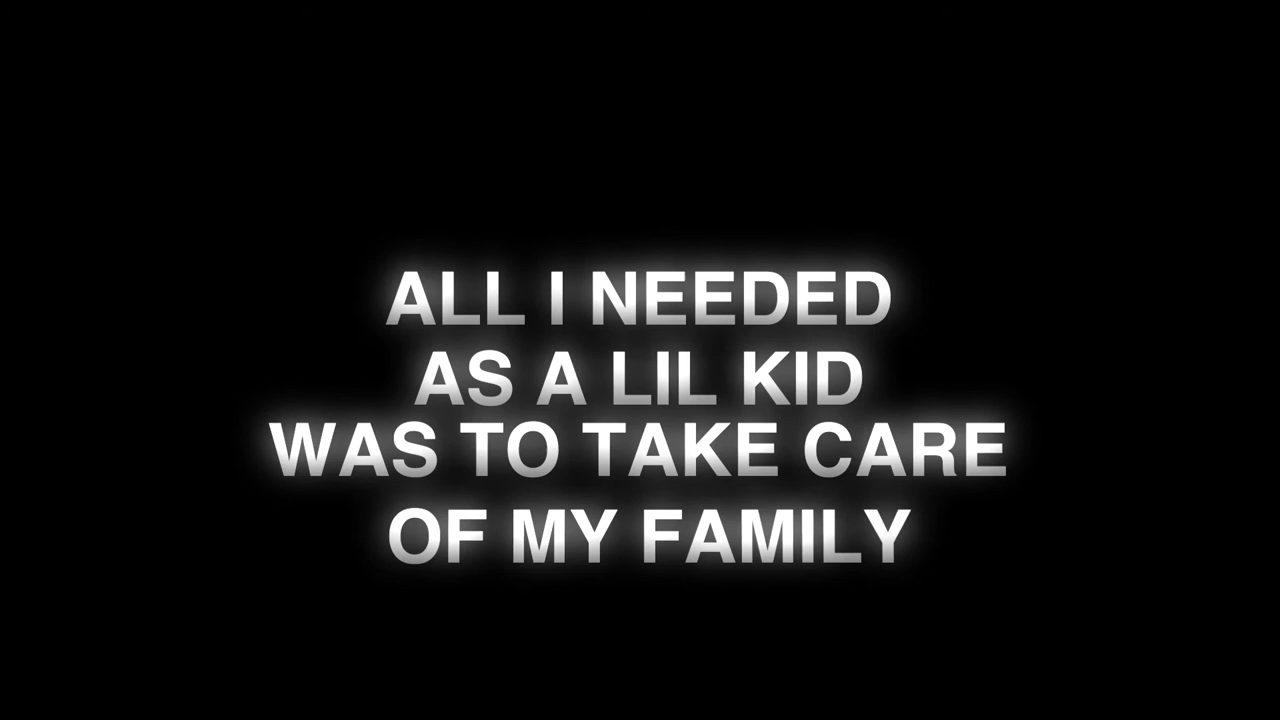 ALL I NEEDED
AS A LIL KID
WAS TO TAKE CARE
OF MY FAMILY